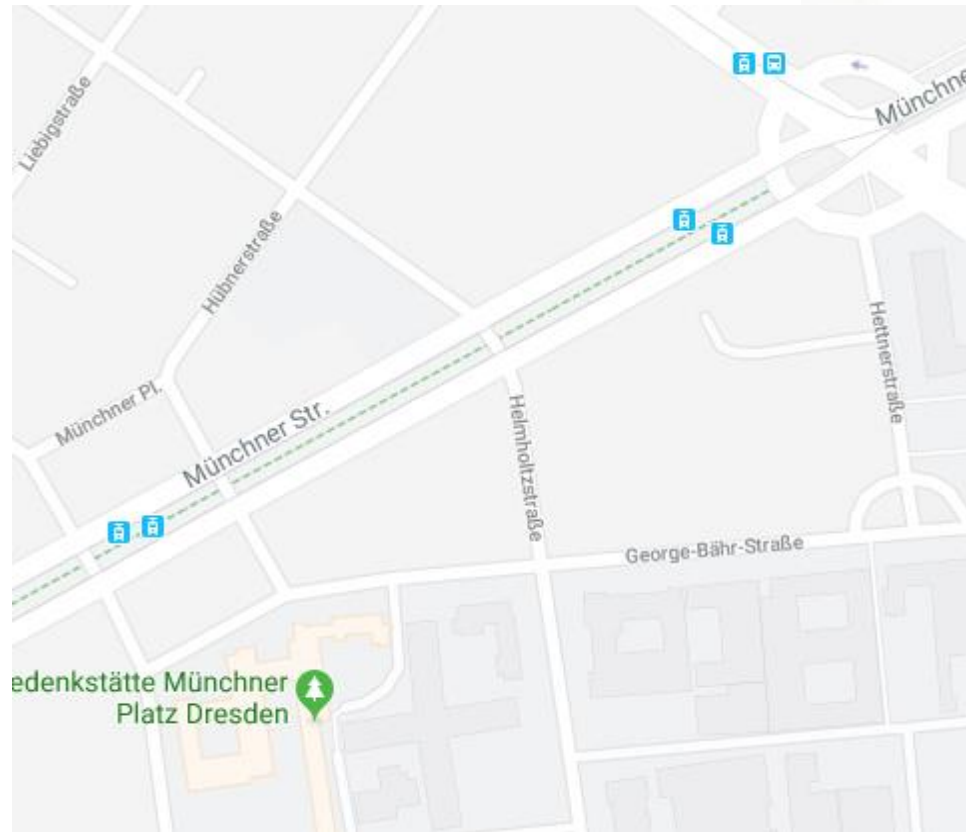 Münchne
Liebigstraße
Hübnerstraße
Münchner Pl.
Münchner Str.
Helmholtzstraße
Hettnerstraße
George-Bähr-Straße
edenkstätte Münchner
Platz Dresden